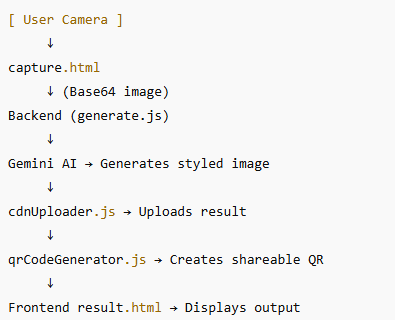 [ User Camera ]
↓
capture.html
↓ (Base64 image)
Backend (generate.js)
↓
Gemini AI → Generates styled image
↓
cdnUploader.js → Uploads result
↓
qrCodeGenerator.js → Creates shareable QR
↓
Frontend result.html → Displays output